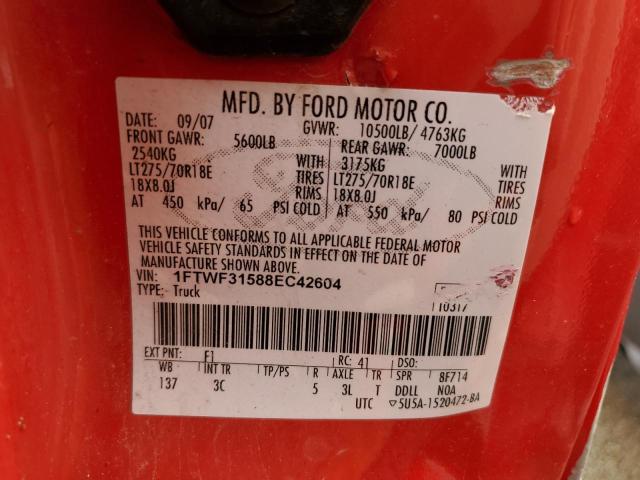 MFD. BY FORD MOTOR CO.
DATE: 09/07 GVWR: 10500LB/ 4763KG
FRONT GAWR: 5600LB REAR GAWR: 7000LB
2540KG WITH 3175KG WITH
LT275/70R18E TIRES LT275/70R18E TIRES
18X8.0J RIMS 18X8.0J RIMS
AT 450 kPa/ 65 PSI COLD AT 550 kPa/ 80 PSI COLD
THIS VEHICLE CONFORMS TO ALL APPLICABLE FEDERAL MOTOR
VEHICLE SAFETY STANDARDS IN EFFECT ON THE DATE OF
MANUFACTURE SHOWN ABOVE.
VIN: 1FTWF31588EC42604
TYPE: Truck
110317
EXT PNT: F1 RC: 41 DSO:
WB INT TR TP/PS R AXLE TR SPR 8F714
137 3C 5 3L T DDLL NOA
UTC ▽5U5A-1520472-BA